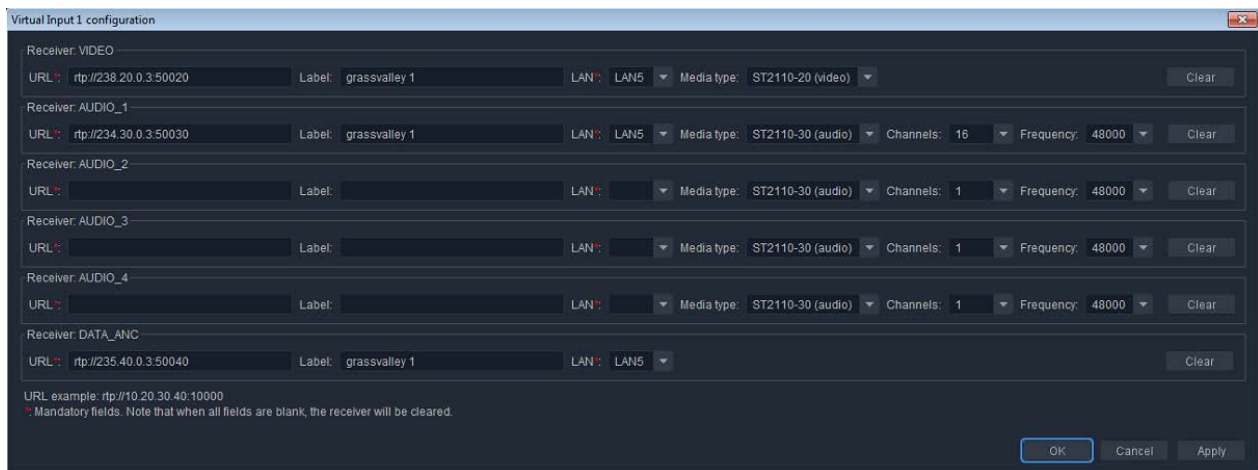 Virtual Input 1 configuration
Receiver: VIDEO
URL*: rtp://238.20.0.3:50020 Label: grassvalley 1 LAN*: LAN5 Media type: ST2110-20 (video) Clear
Receiver: AUDIO_1
URL*: rtp://234.30.0.3:50030 Label: grassvalley 1 LAN*: LAN5 Media type: ST2110-30 (audio) Channels: 16 Frequency: 48000 Clear
Receiver: AUDIO_2
URL*: Label: LAN*: Media type: ST2110-30 (audio) Channels: 1 Frequency: 48000 Clear
Receiver: AUDIO_3
URL*: Label: LAN*: Media type: ST2110-30 (audio) Channels: 1 Frequency: 48000 Clear
Receiver: AUDIO_4
URL*: Label: LAN*: Media type: ST2110-30 (audio) Channels: 1 Frequency: 48000 Clear
Receiver: DATA_ANC
URL*: rtp://235.40.0.3:50040 Label: grassvalley 1 LAN*: LAN5 Clear
URL example: rtp://10.20.30.40:10000
*: Mandatory fields. Note that when all fields are blank, the receiver will be cleared.
OK Cancel Apply